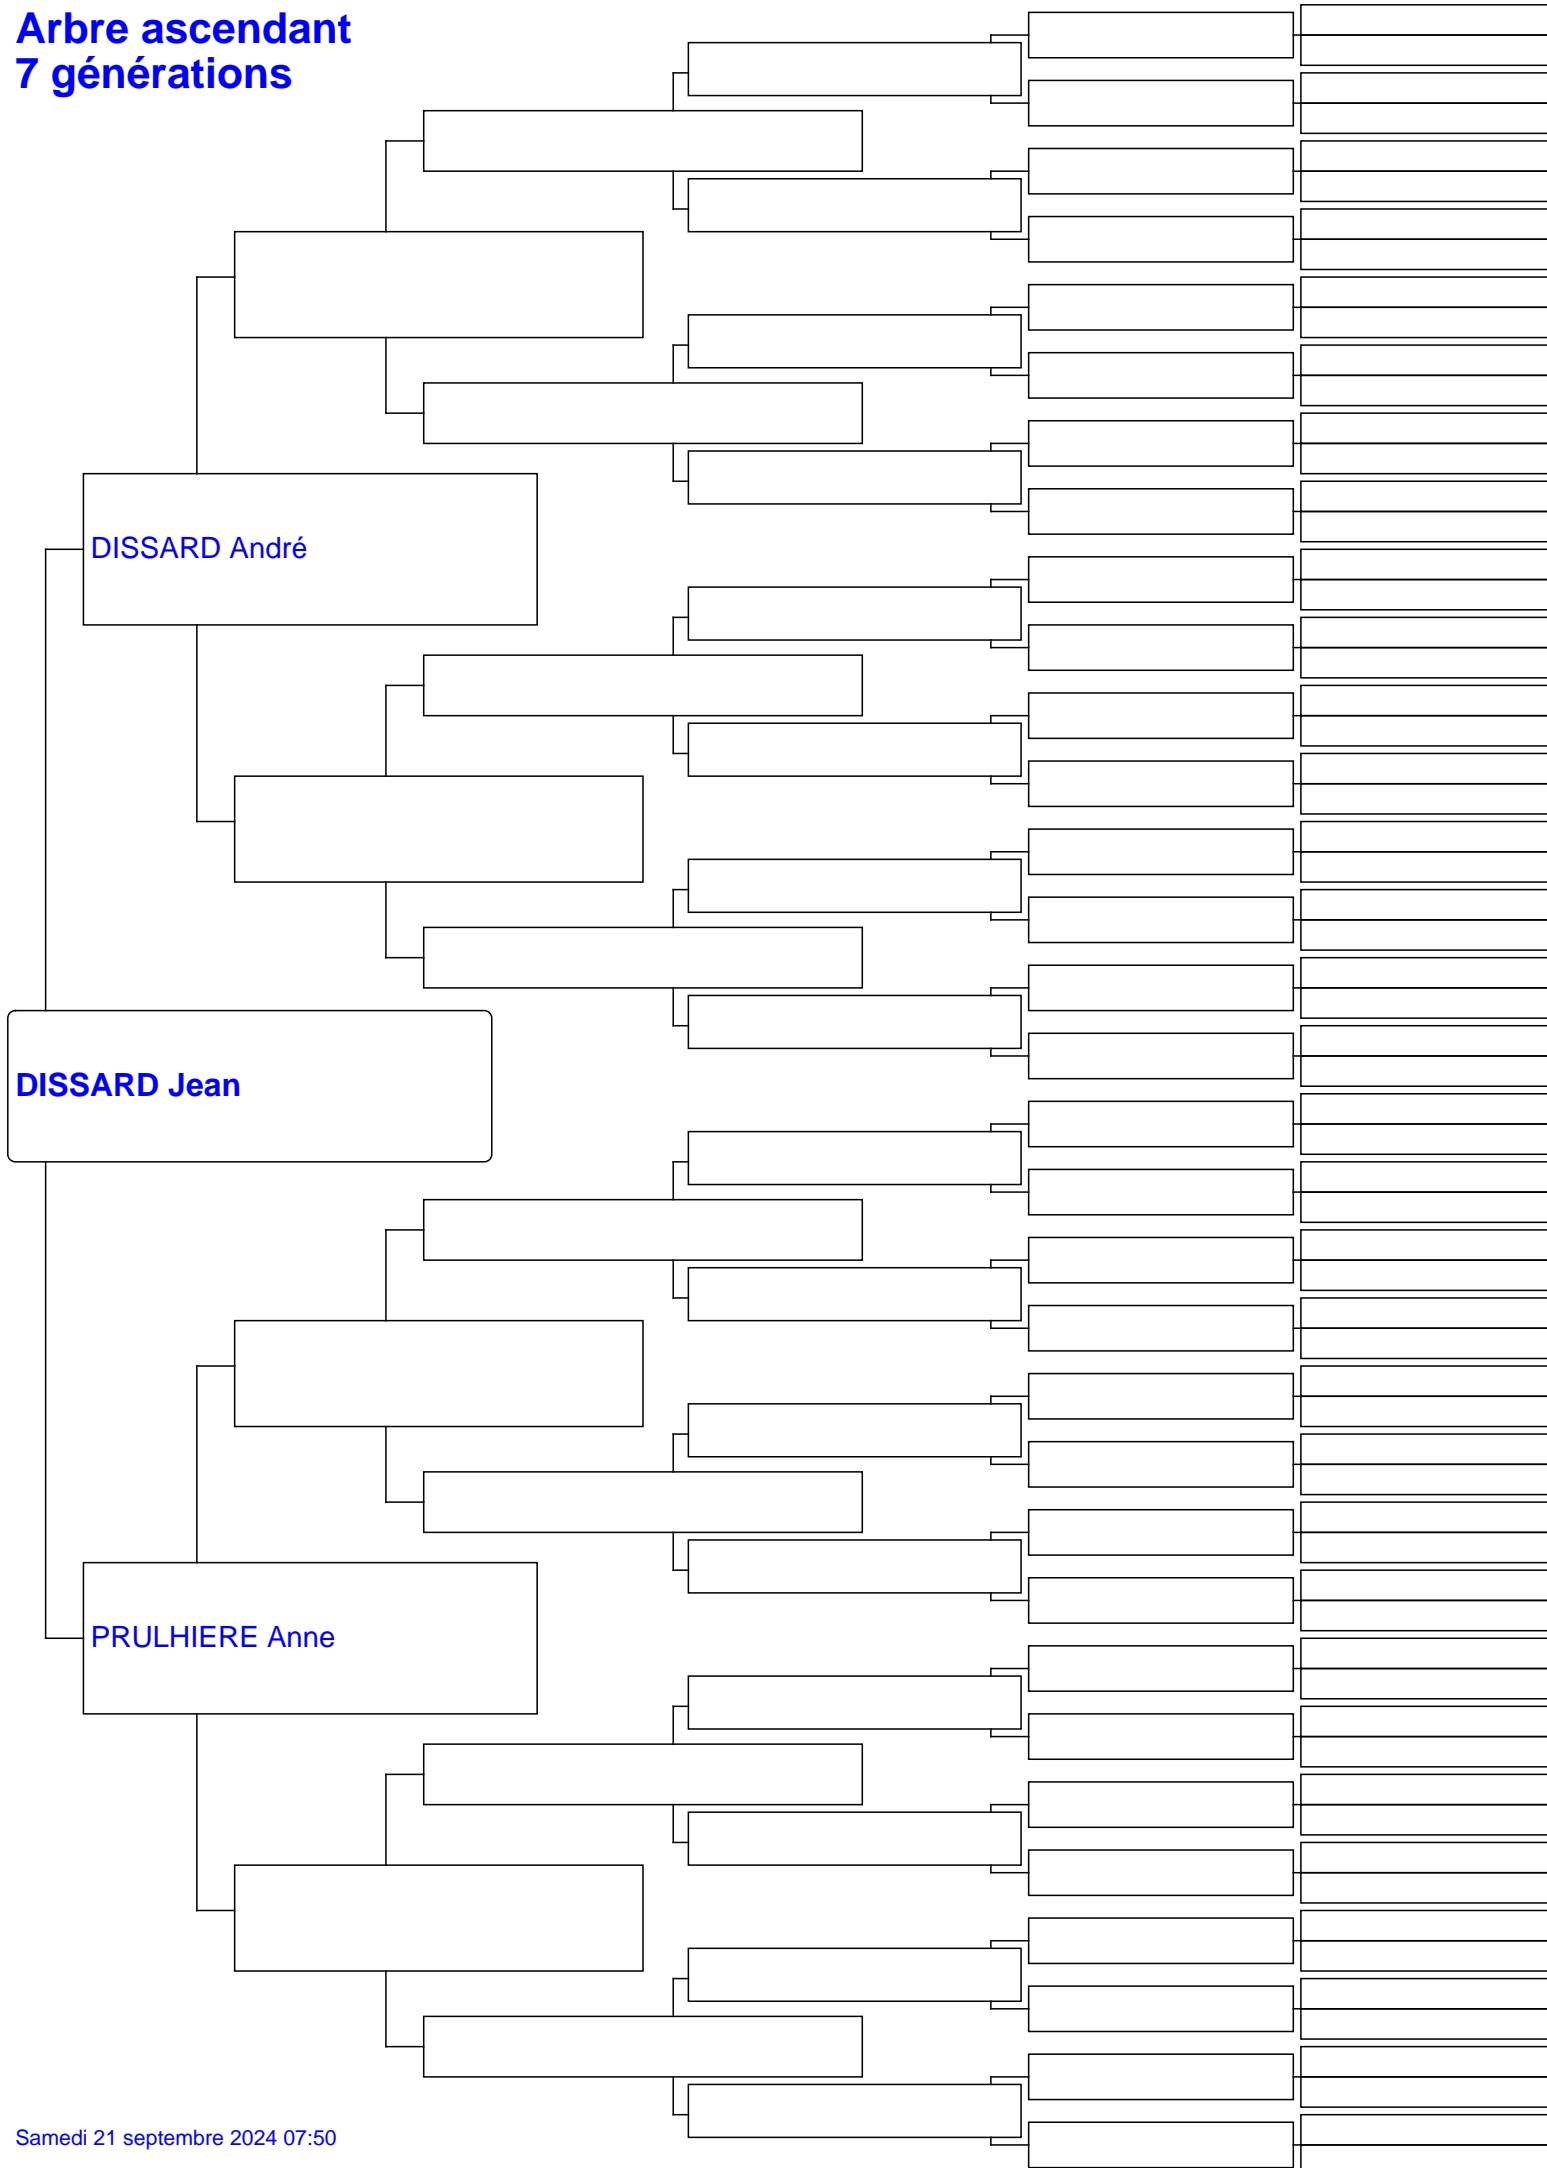 Arbre ascendant
7 générations
DISSARD André
DISSARD Jean
PRULHIERE Anne
Samedi 21 septembre 2024 07:50